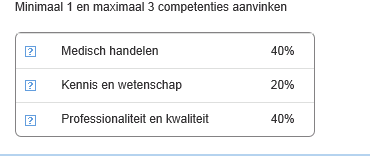 Minimaal 1 en maximaal 3 competenties aanvinken
? Medisch handelen 40%
? Kennis en wetenschap 20%
? Professionaliteit en kwaliteit 40%